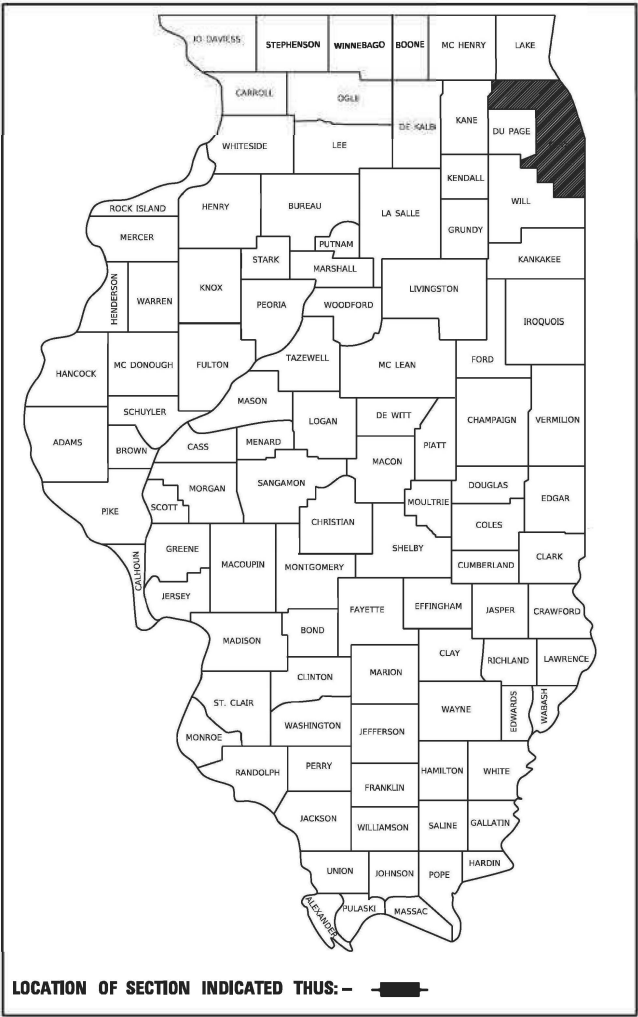 JO DAVIESS STEPHENSON WINNEBAGO BOONE MC HENRY LAKE
CARROLL OGLE DE KALB KANE DU PAGE
WHITESIDE LEE
KENDALL WILL
ROCK ISLAND HENRY BUREAU LA SALLE GRUNDY
MERCER PUTNAM
STARK MARSHALL KANKAKEE
HENDERSON WARREN KNOX PEORIA WOODFORD LIVINGSTON IROQUOIS
HANCOCK MC DONOUGH FULTON TAZEWELL MC LEAN FORD
MASON
SCHUYLER LOGAN DE WITT CHAMPAIGN VERMILION
ADAMS BROWN CASS MENARD PIATT
MACON
PIKE SCOTT MORGAN SANGAMON MOULTRIE DOUGLAS EDGAR
CHRISTIAN COLES
GREENE MACOUPIN MONTGOMERY SHELBY CUMBERLAND CLARK
CALHOUN JERSEY
FAYETTE EFFINGHAM JASPER CRAWFORD
MADISON BOND
CLAY RICHLAND LAWRENCE
CLINTON MARION
ST. CLAIR WAYNE EDWARDS WABASH
MONROE WASHINGTON JEFFERSON
RANDOLPH PERRY HAMILTON WHITE
FRANKLIN
JACKSON WILLIAMSON SALINE GALLATIN
UNION JOHNSON POPE HARDIN
ALEXANDER PULASKI MASSAC
LOCATION OF SECTION INDICATED THUS:-